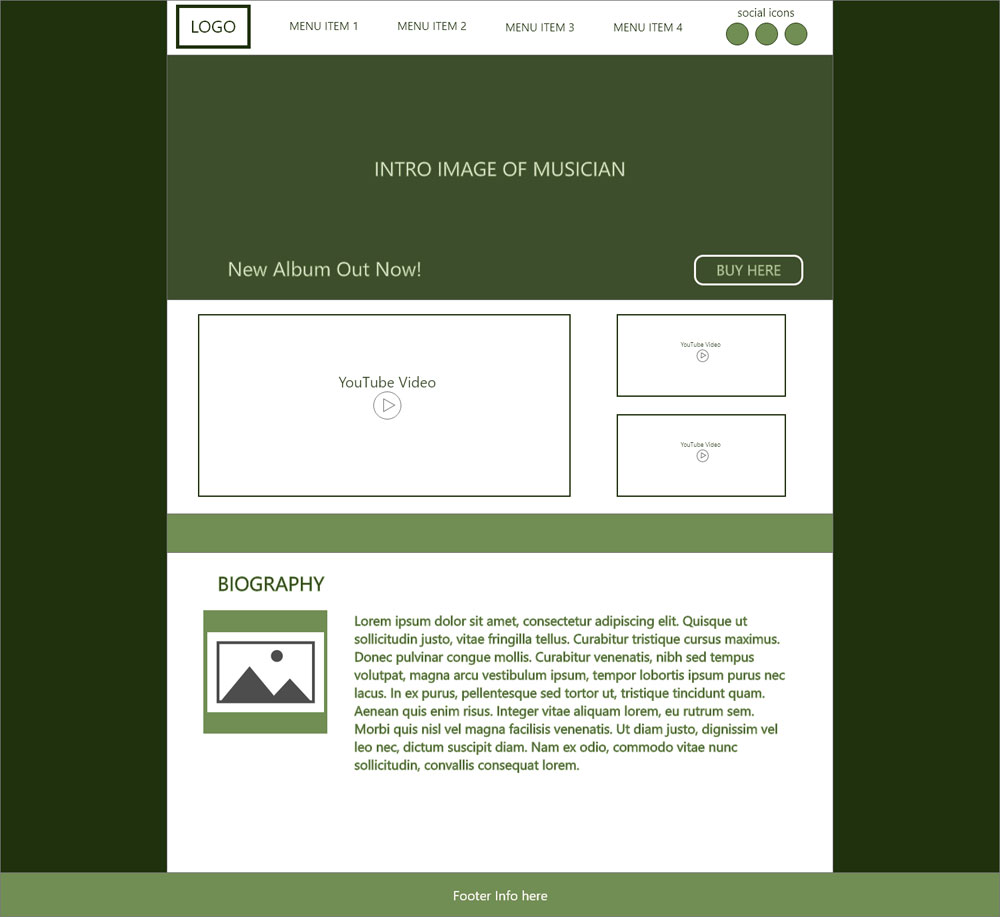 LOGO
MENU ITEM 1
MENU ITEM 2
MENU ITEM 3
MENU ITEM 4
social icons
INTRO IMAGE OF MUSICIAN
New Album Out Now!
BUY HERE
YouTube Video
YouTube Video
YouTube Video
BIOGRAPHY
Lorem ipsum dolor sit amet, consectetur adipiscing elit. Quisque ut
sollicitudin justo, vitae fringilla tellus. Curabitur tristique cursus maximus.
Donec pulvinar congue mollis. Curabitur venenatis, nibh sed tempus
volutpat, magna arcu vestibulum ipsum, tempor lobortis ipsum purus nec
lacus. In ex purus, pellentesque sed tortor ut, tristique tincidunt quam.
Aenean quis enim risus. Integer vitae aliquam lorem, eu rutrum sem.
Morbi quis nisl vel magna facilisis venenatis. Ut diam justo, dignissim vel
leo nec, dictum suscipit diam. Nam ex odio, commodo vitae nunc
sollicitudin, convallis consequat lorem.
Footer Info here